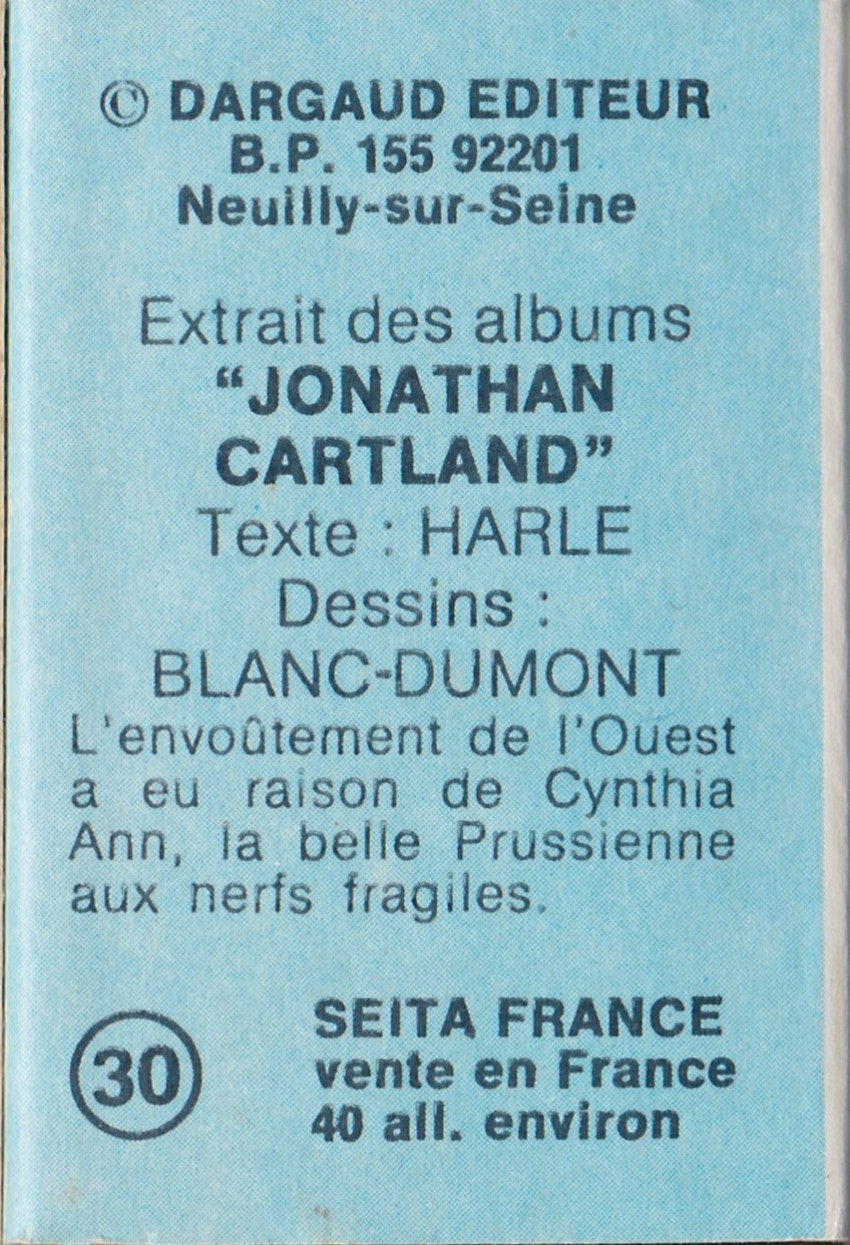 © DARGAUD EDITEUR
B.P. 155 92201
Neuilly-sur-Seine
Extrait des albums
“JONATHAN
CARTLAND”
Texte : HARLE
Dessins :
BLANC-DUMONT
L'envoûtement de l'Ouest
a eu raison de Cynthia
Ann, la belle Prussienne
aux nerfs fragiles.
30
SEITA FRANCE
vente en France
40 all. environ